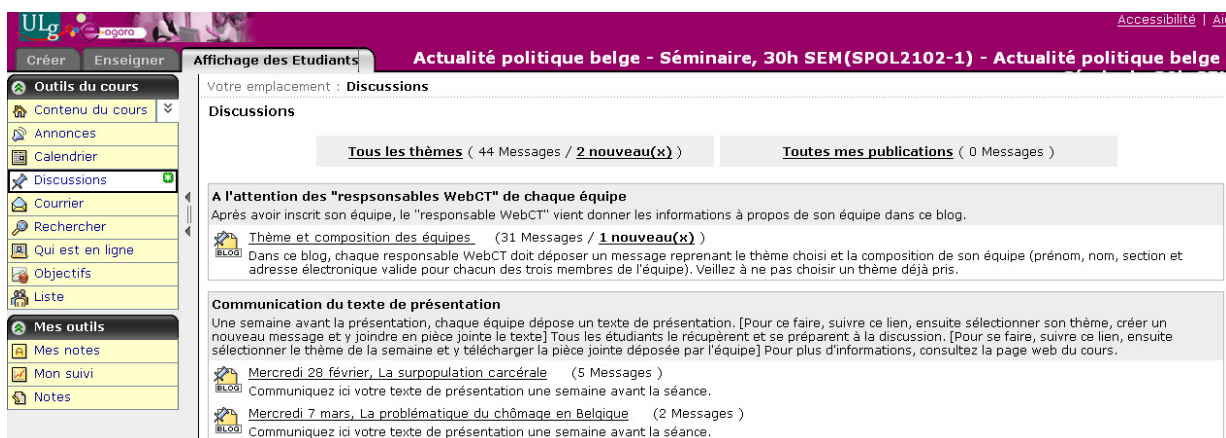 ULg e-agora
Accessibilité |
Créer Enseigner Affichage des Etudiants Actualité politique belge - Séminaire, 30h SEM(SPOL2102-1) - Actualité politique belge
Outils du cours
Contenu du cours
Annonces
Calendrier
Discussions
Courrier
Rechercher
Qui est en ligne
Objectifs
Liste
Mes outils
Mes notes
Mon suivi
Notes
Votre emplacement : Discussions
Discussions
Tous les thèmes ( 44 Messages / 2 nouveau(x) ) Toutes mes publications ( 0 Messages )
A l'attention des "respsonsables WebCT" de chaque équipe
Après avoir inscrit son équipe, le "responsable WebCT" vient donner les informations à propos de son équipe dans ce blog.
Thème et composition des équipes (31 Messages / 1 nouveau(x) )
BLOG Dans ce blog, chaque responsable WebCT doit déposer un message reprenant le thème choisi et la composition de son équipe (prénom, nom, section et
adresse électronique valide pour chacun des trois membres de l'équipe). Veillez à ne pas choisir un thème déjà pris.
Communication du texte de présentation
Une semaine avant la présentation, chaque équipe dépose un texte de présentation. [Pour ce faire, suivre ce lien, ensuite sélectionner son thème, créer un
nouveau message et y joindre en pièce jointe le texte] Tous les étudiants le récupèrent et se préparent à la discussion. [Pour se faire, suivre ce lien, ensuite
sélectionner le thème de la semaine et y télécharger la pièce jointe déposée par l'équipe] Pour plus d'informations, consultez la page web du cours.
Mercredi 28 février, La surpopulation carcérale (5 Messages )
BLOG Communiquez ici votre texte de présentation une semaine avant la séance.
Mercredi 7 mars, La problématique du chômage en Belgique (2 Messages )
BLOG Communiquez ici votre texte de présentation une semaine avant la séance.